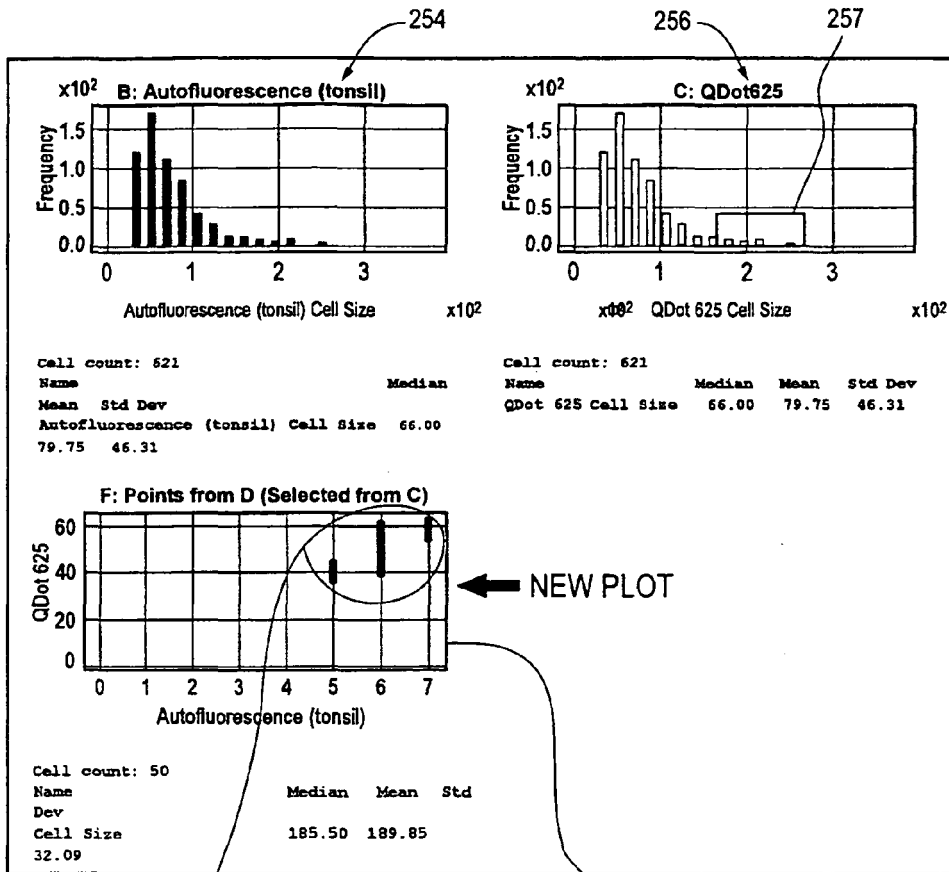 254
256
257
x10² B: Autofluorescence (tonsil)
Frequency
1.5
1.0
0.5
0.0
0 1 2 3
Autofluorescence (tonsil) Cell Size x10²
x10² C: QDot625
Frequency
1.5
1.0
0.5
0.0
0 1 2 3
QDot 625 Cell Size x10²
Cell count: 621
Name Median
Mean Std Dev
Autofluorescence (tonsil) Cell Size 66.00
79.75 46.31
Cell count: 621
Name Median Mean Std Dev
QDot 625 Cell Size 66.00 79.75 46.31
F: Points from D (Selected from C)
QDot 625
60
40
20
0
0 1 2 3 4 5 6 7
Autofluorescence (tonsil)
NEW PLOT
Cell count: 50
Name Median Mean Std
Dev
Cell Size 185.50 189.85
32.09